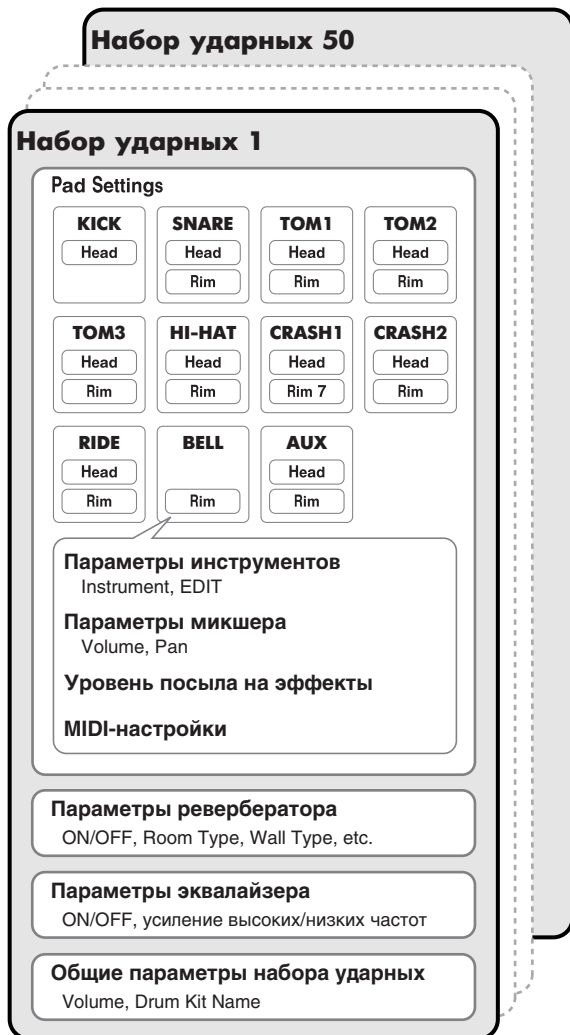 Набор ударных 50
Набор ударных 1
Pad Settings
KICK SNARE TOM1 TOM2
Head Head Head Head
Rim Rim Rim
TOM3 HI-HAT CRASH1 CRASH2
Head Head Head Head
Rim Rim Rim 7 Rim
RIDE BELL AUX
Head Head
Rim Rim Rim
Параметры инструментов
Instrument, EDIT
Параметры микшера
Volume, Pan
Уровень посыла на эффекты
MIDI-настройки
Параметры ревербератора
ON/OFF, Room Type, Wall Type, etc.
Параметры эквалайзера
ON/OFF, усиление высоких/низких частот
Общие параметры набора ударных
Volume, Drum Kit Name